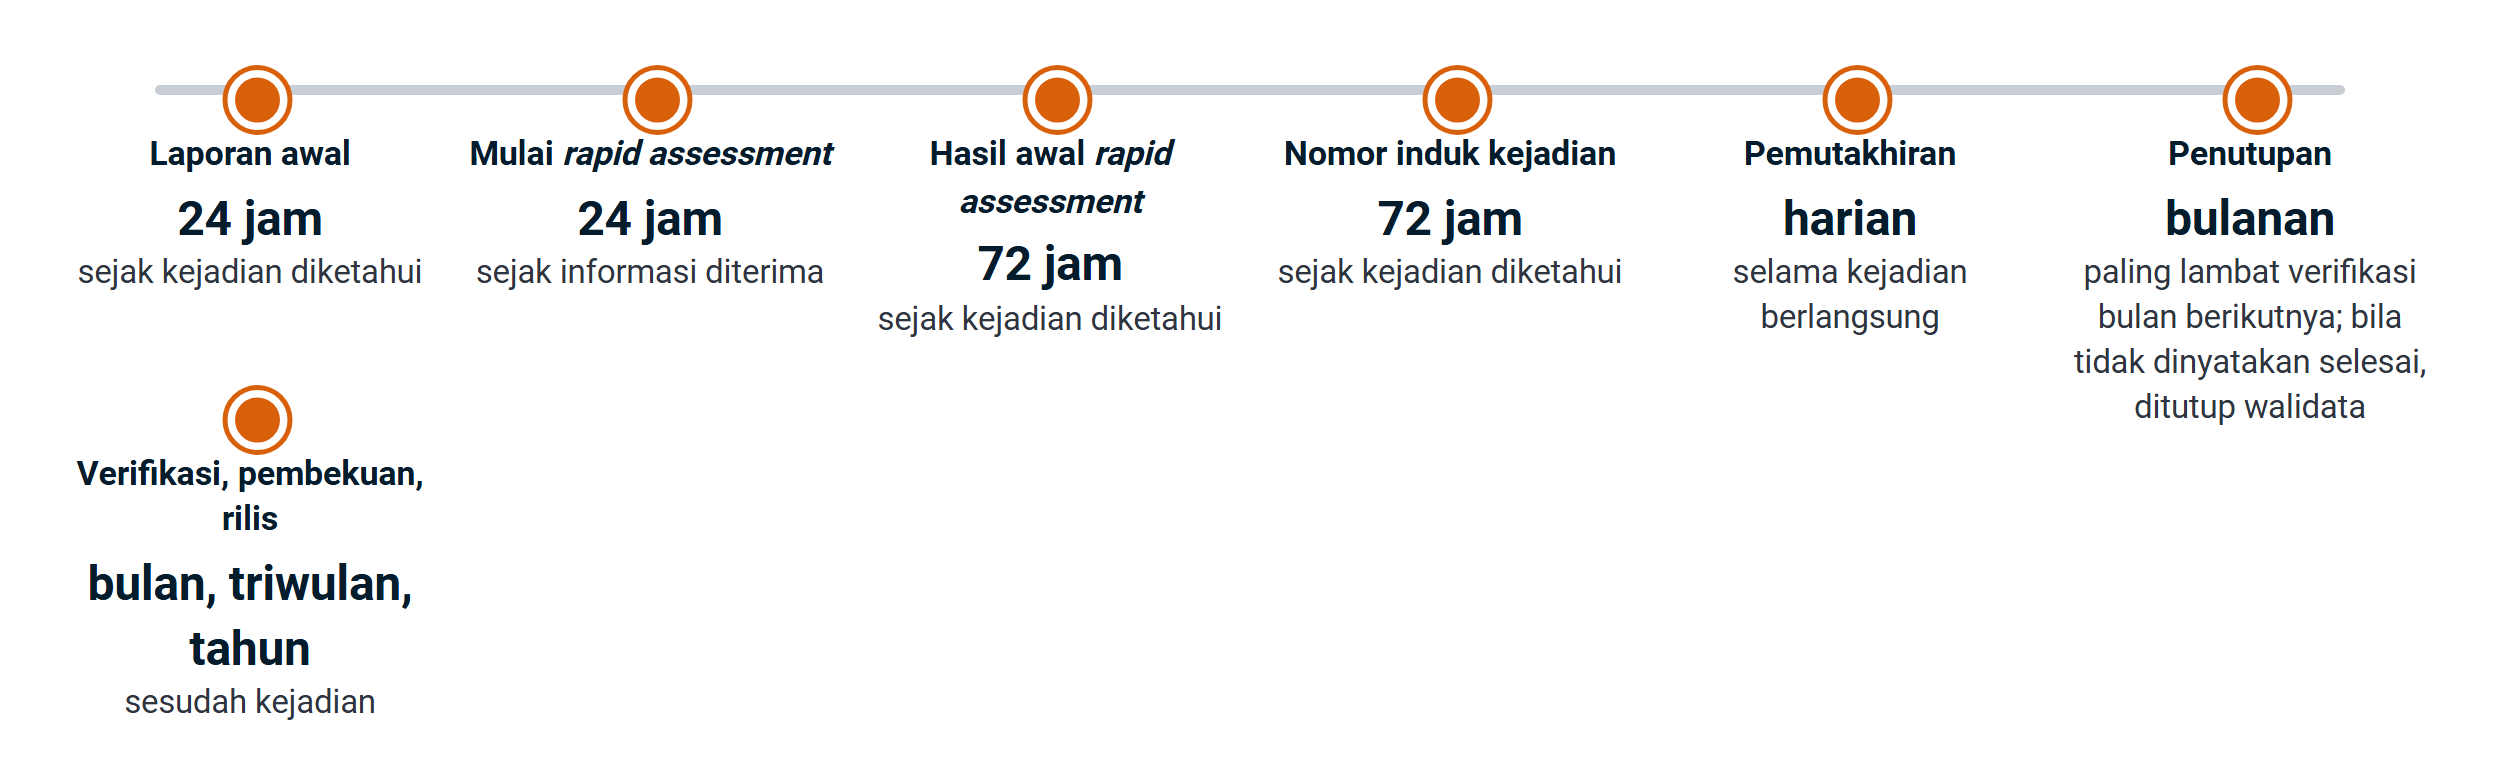 Laporan awal
24 jam
sejak kejadian diketahui
Mulai rapid assessment
24 jam
sejak informasi diterima
Hasil awal rapid
assessment
72 jam
sejak kejadian diketahui
Nomor induk kejadian
72 jam
sejak kejadian diketahui
Pemutakhiran
harian
selama kejadian
berlangsung
Penutupan
bulanan
paling lambat verifikasi
bulan berikutnya; bila
tidak dinyatakan selesai,
ditutup walidata
Verifikasi, pembekuan,
rilis
bulan, triwulan,
tahun
sesudah kejadian